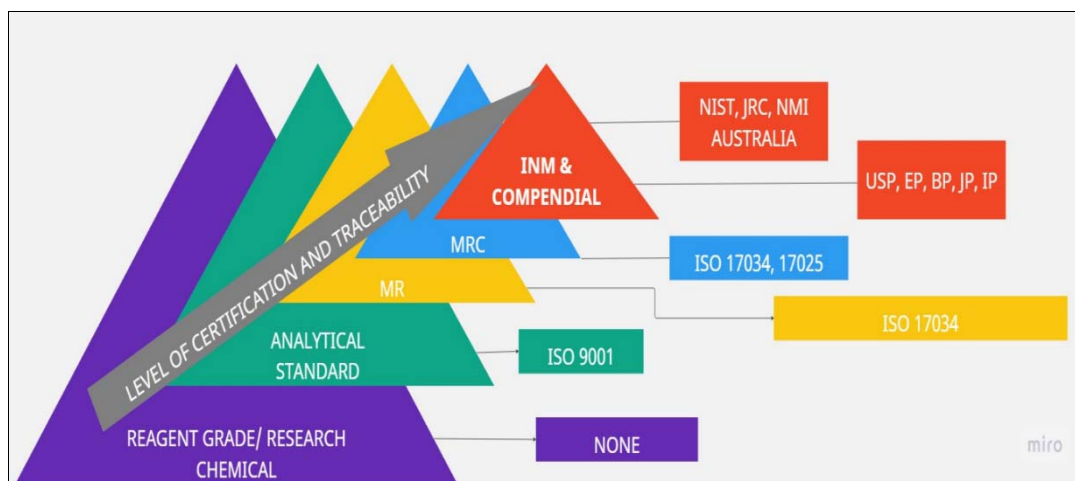 NIST, JRC, NMI
AUSTRALIA
INM &
COMPENDIAL
USP, EP, BP, JP, IP
LEVEL OF CERTIFICATION AND TRACEABILITY
MRC
ISO 17034, 17025
MR
ISO 17034
ANALYTICAL
STANDARD
ISO 9001
REAGENT GRADE/ RESEARCH
CHEMICAL
NONE
miro